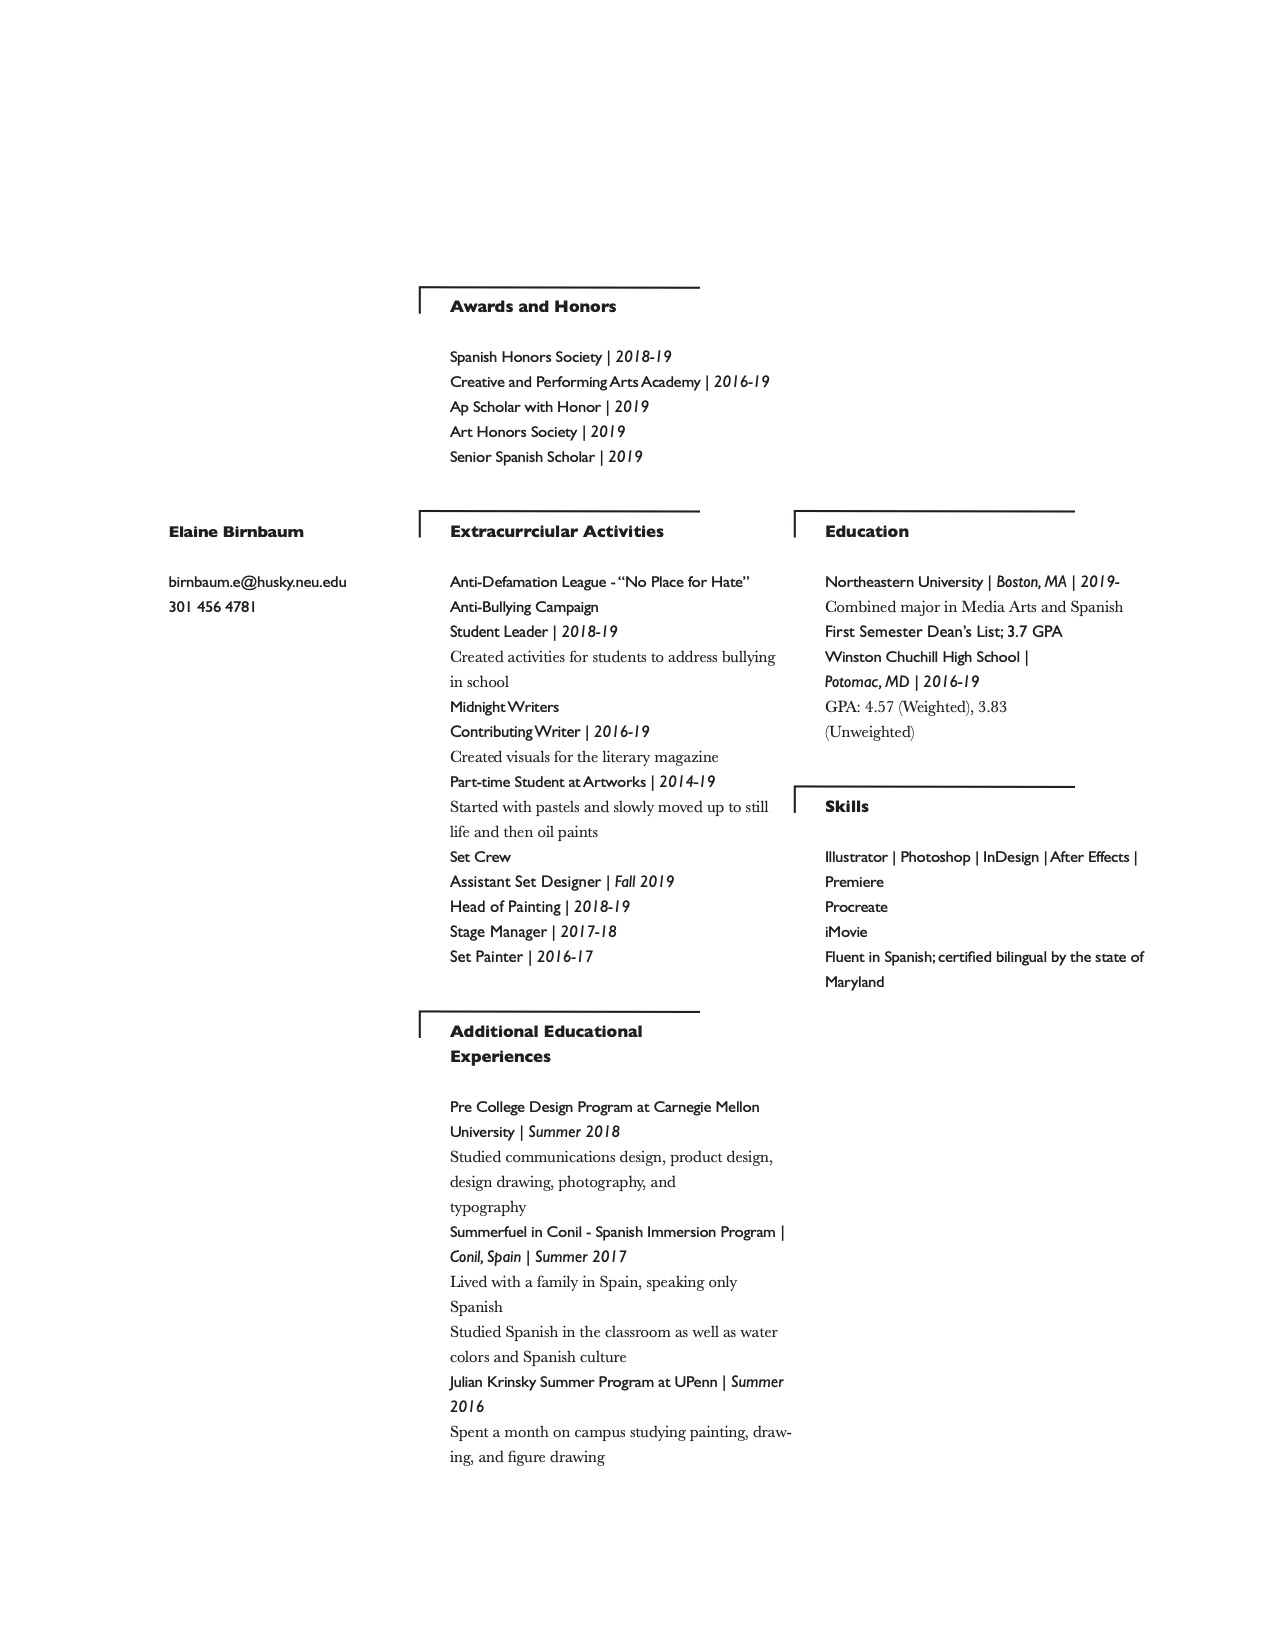 Elaine Birnbaum
birnbaum.e@husky.neu.edu
301 456 4781
Awards and Honors
Spanish Honors Society | 2018-19
Creative and Performing Arts Academy | 2016-19
Ap Scholar with Honor | 2019
Art Honors Society | 2019
Senior Spanish Scholar | 2019
Extracurrciular Activities
Anti-Defamation League - “No Place for Hate”
Anti-Bullying Campaign
Student Leader | 2018-19
Created activities for students to address bullying
in school
Midnight Writers
Contributing Writer | 2016-19
Created visuals for the literary magazine
Part-time Student at Artworks | 2014-19
Started with pastels and slowly moved up to still
life and then oil paints
Set Crew
Assistant Set Designer | Fall 2019
Head of Painting | 2018-19
Stage Manager | 2017-18
Set Painter | 2016-17
Additional Educational
Experiences
Pre College Design Program at Carnegie Mellon
University | Summer 2018
Studied communications design, product design,
design drawing, photography, and
typography
Summerfuel in Conil - Spanish Immersion Program |
Conil, Spain | Summer 2017
Lived with a family in Spain, speaking only
Spanish
Studied Spanish in the classroom as well as water
colors and Spanish culture
Julian Krinsky Summer Program at UPenn | Summer
2016
Spent a month on campus studying painting, draw-
ing, and figure drawing
Education
Northeastern University | Boston, MA | 2019-
Combined major in Media Arts and Spanish
First Semester Dean’s List; 3.7 GPA
Winston Chuchill High School |
Potomac, MD | 2016-19
GPA: 4.57 (Weighted), 3.83
(Unweighted)
Skills
Illustrator | Photoshop | InDesign | After Effects |
Premiere
Procreate
iMovie
Fluent in Spanish; certified bilingual by the state of
Maryland